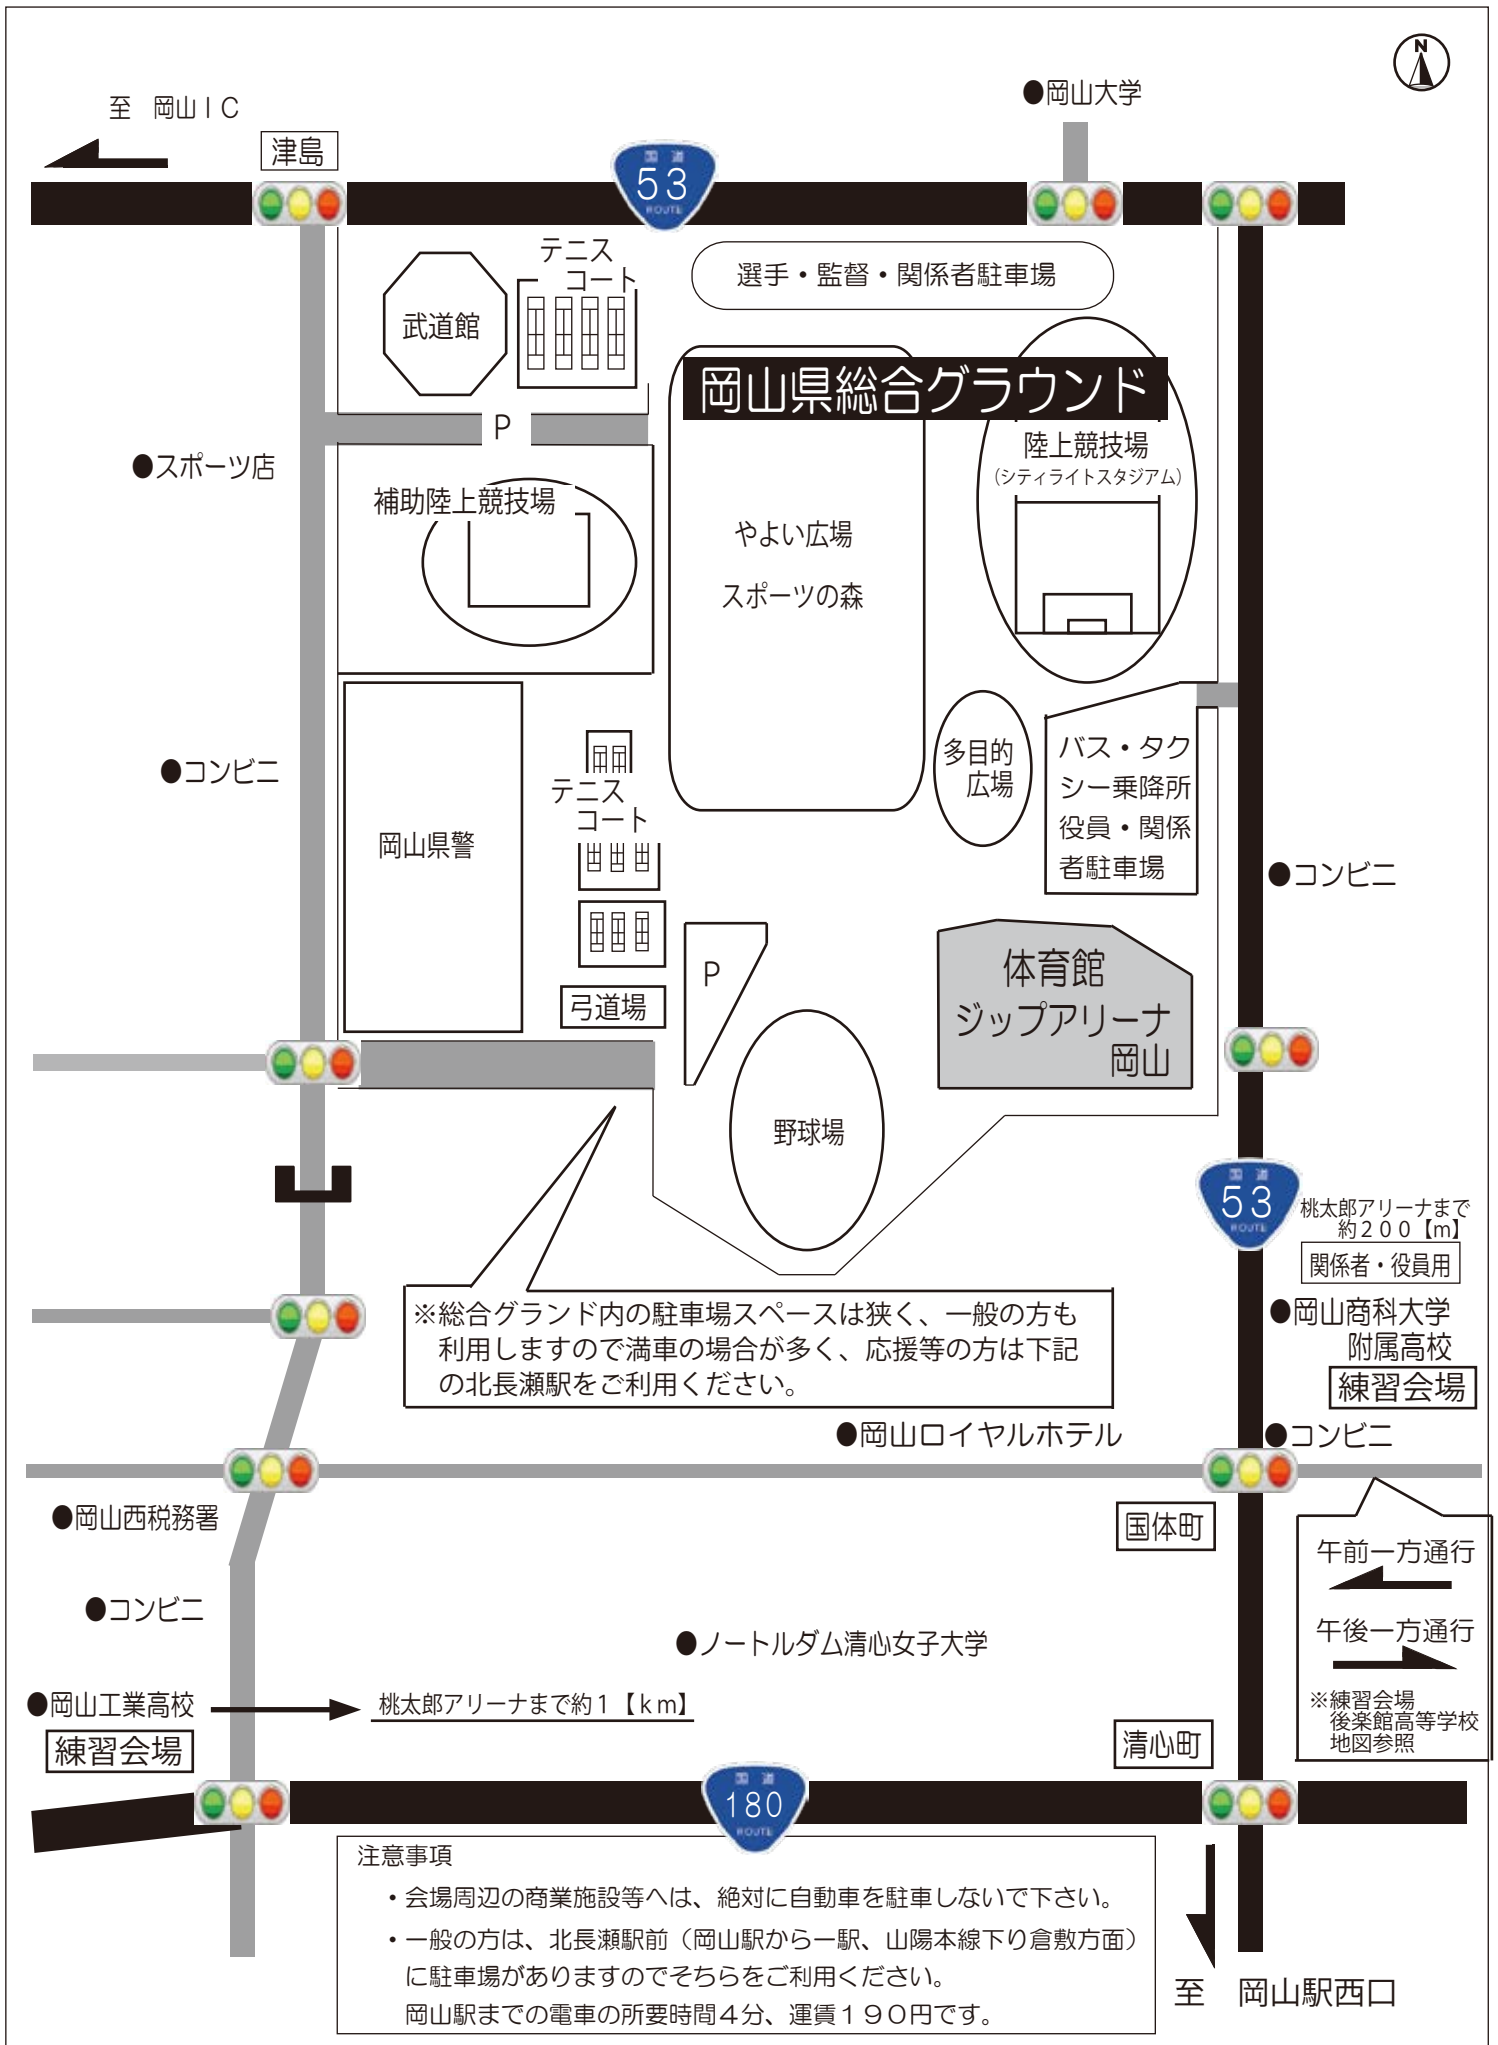 N
●岡山大学
至　岡山ＩＣ
津島
国道
53
ROUTE
テニス
コート
選手・監督・関係者駐車場
武道館
岡山県総合グラウンド
P
陸上競技場
（シティライトスタジアム）
●スポーツ店
補助陸上競技場
やよい広場
スポーツの森
●コンビニ
テニス
コート
多目的
広場
バス・タク
シー乗降所
役員・関係
者駐車場
岡山県警
●コンビニ
P
体育館
ジップアリーナ
岡山
弓道場
野球場
国道
53
ROUTE
桃太郎アリーナまで
約２００【m】
関係者・役員用
※総合グランド内の駐車場スペースは狭く、一般の方も
利用しますので満車の場合が多く、応援等の方は下記
の北長瀬駅をご利用ください。
●岡山商科大学
附属高校
練習会場
●岡山ロイヤルホテル
●コンビニ
●岡山西税務署
国体町
午前一方通行
午後一方通行
※練習会場
後楽館高等学校
地図参照
●コンビニ
●ノートルダム清心女子大学
●岡山工業高校
桃太郎アリーナまで約１【ｋｍ】
練習会場
清心町
国道
180
ROUTE
注意事項
・会場周辺の商業施設等へは、絶対に自動車を駐車しないで下さい。
・一般の方は、北長瀬駅前（岡山駅から一駅、山陽本線下り倉敷方面）
に駐車場がありますのでそちらをご利用ください。
岡山駅までの電車の所要時間４分、運賃１９０円です。
至　岡山駅西口